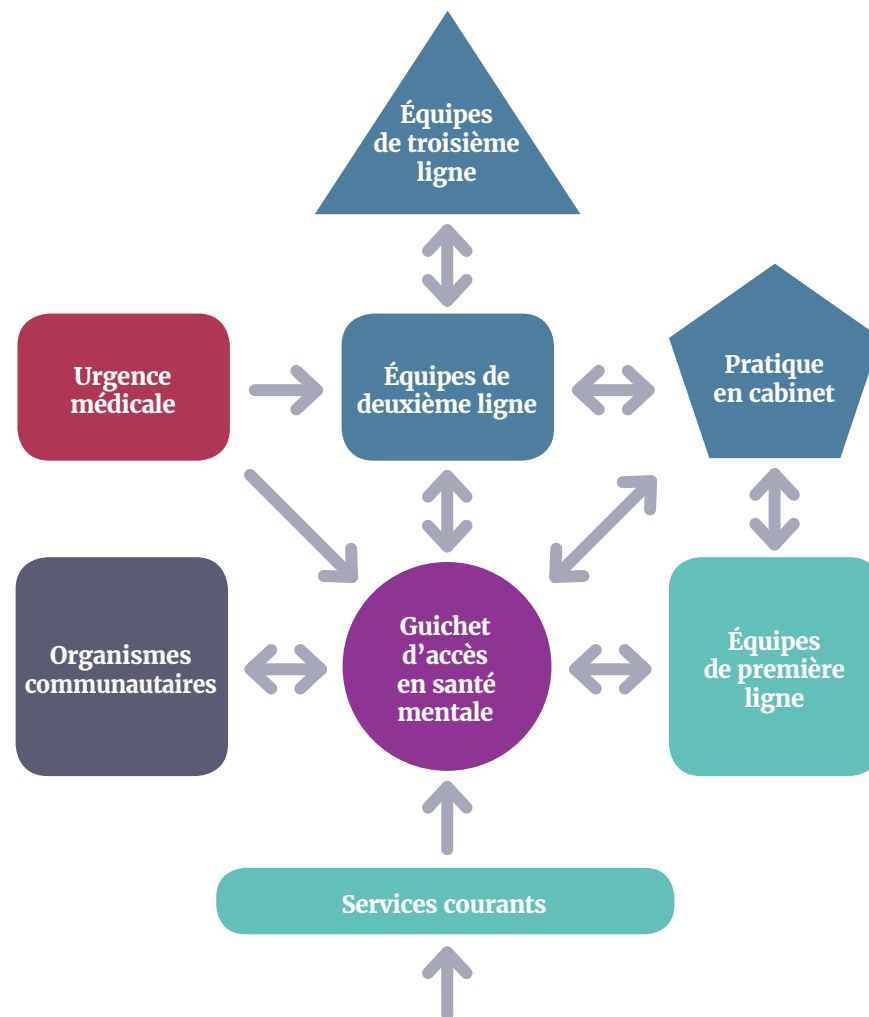 Équipes
de troisième
ligne
Urgence
médicale
Équipes de
deuxième ligne
Pratique
en cabinet
Organismes
communautaires
Guichet
d’accès
en santé
mentale
Équipes
de première
ligne
Services courants